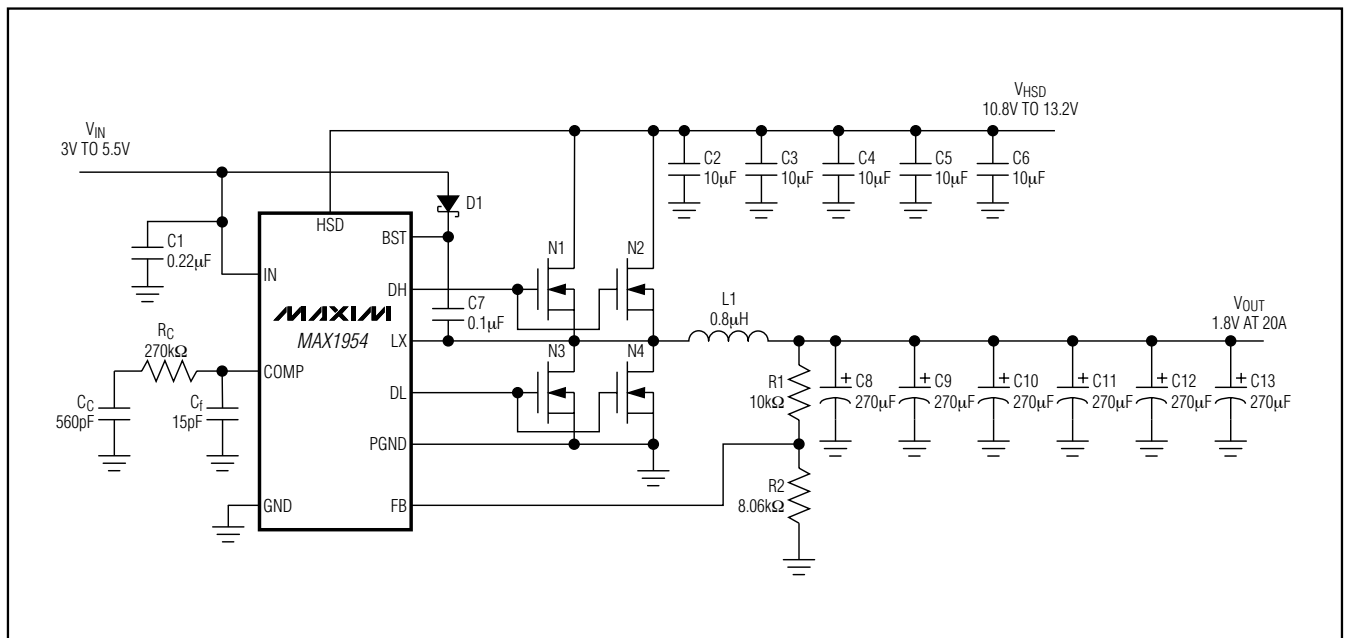 V_HSD
10.8V TO 13.2V
V_IN
3V TO 5.5V
C2
10µF
C3
10µF
C4
10µF
C5
10µF
C6
10µF
D1
HSD
BST
C1
0.22µF
IN
N1
N2
DH
C7
0.1µF
MAXIM
MAX1954
L1
0.8µH
V_OUT
1.8V AT 20A
LX
R_C
270kΩ
COMP
N3
N4
DL
R1
10kΩ
+ C8
270µF
+ C9
270µF
+ C10
270µF
+ C11
270µF
+ C12
270µF
+ C13
270µF
C_C
560pF
C_f
15pF
PGND
GND
FB
R2
8.06kΩ